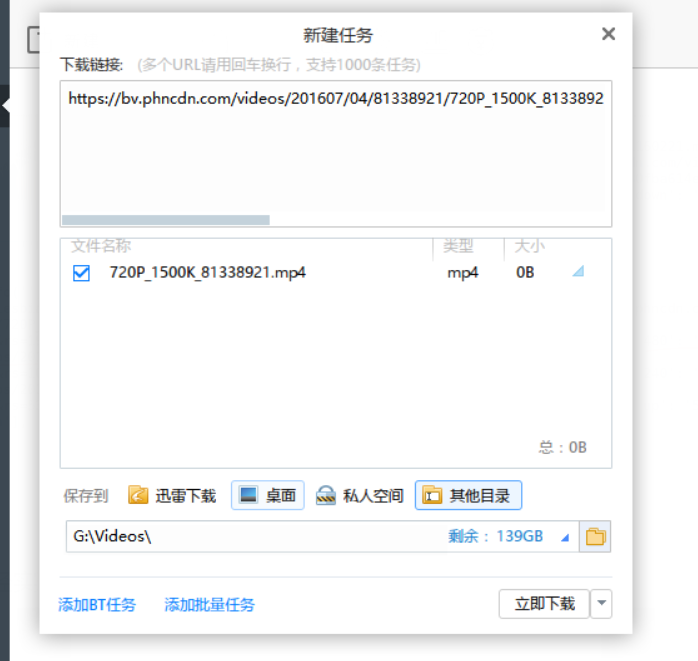 新建任务
下载链接: (多个URL请用回车换行，支持1000条任务)
https://bv.phncdn.com/videos/201607/04/81338921/720P_1500K_8133892
文件名称 类型 大小
720P_1500K_81338921.mp4 mp4 0B
总：0B
保存到 迅雷下载 桌面 私人空间 其他目录
G:\Videos\ 剩余：139GB
添加BT任务 添加批量任务 立即下载